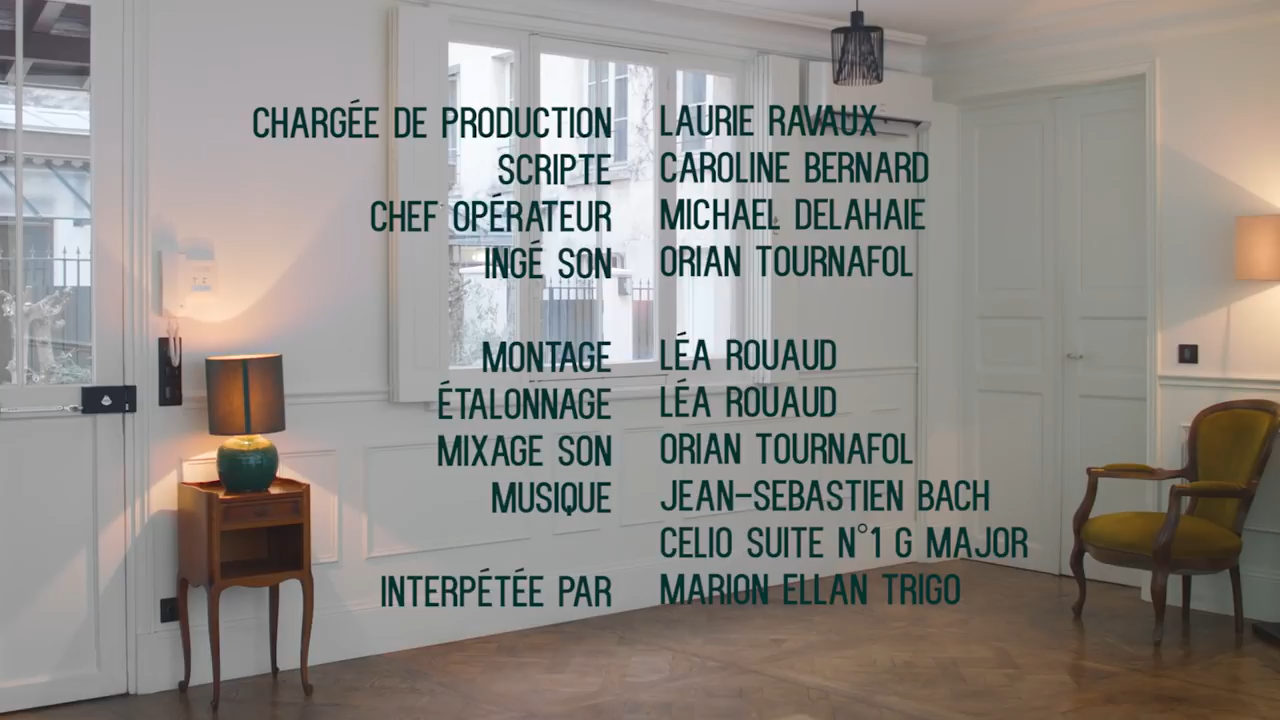 CHARGÉE DE PRODUCTION LAURIE RAVAUX
SCRIPTE CAROLINE BERNARD
CHEF OPÉRATEUR MICHAEL DELAHAIE
INGÉ SON ORIAN TOURNAFOL
MONTAGE LÉA ROUAUD
ÉTALONNAGE LÉA ROUAUD
MIXAGE SON ORIAN TOURNAFOL
MUSIQUE JEAN-SEBASTIEN BACH
CELIO SUITE N°1 G MAJOR
INTERPÉTÉE PAR MARION ELLAN TRIGO